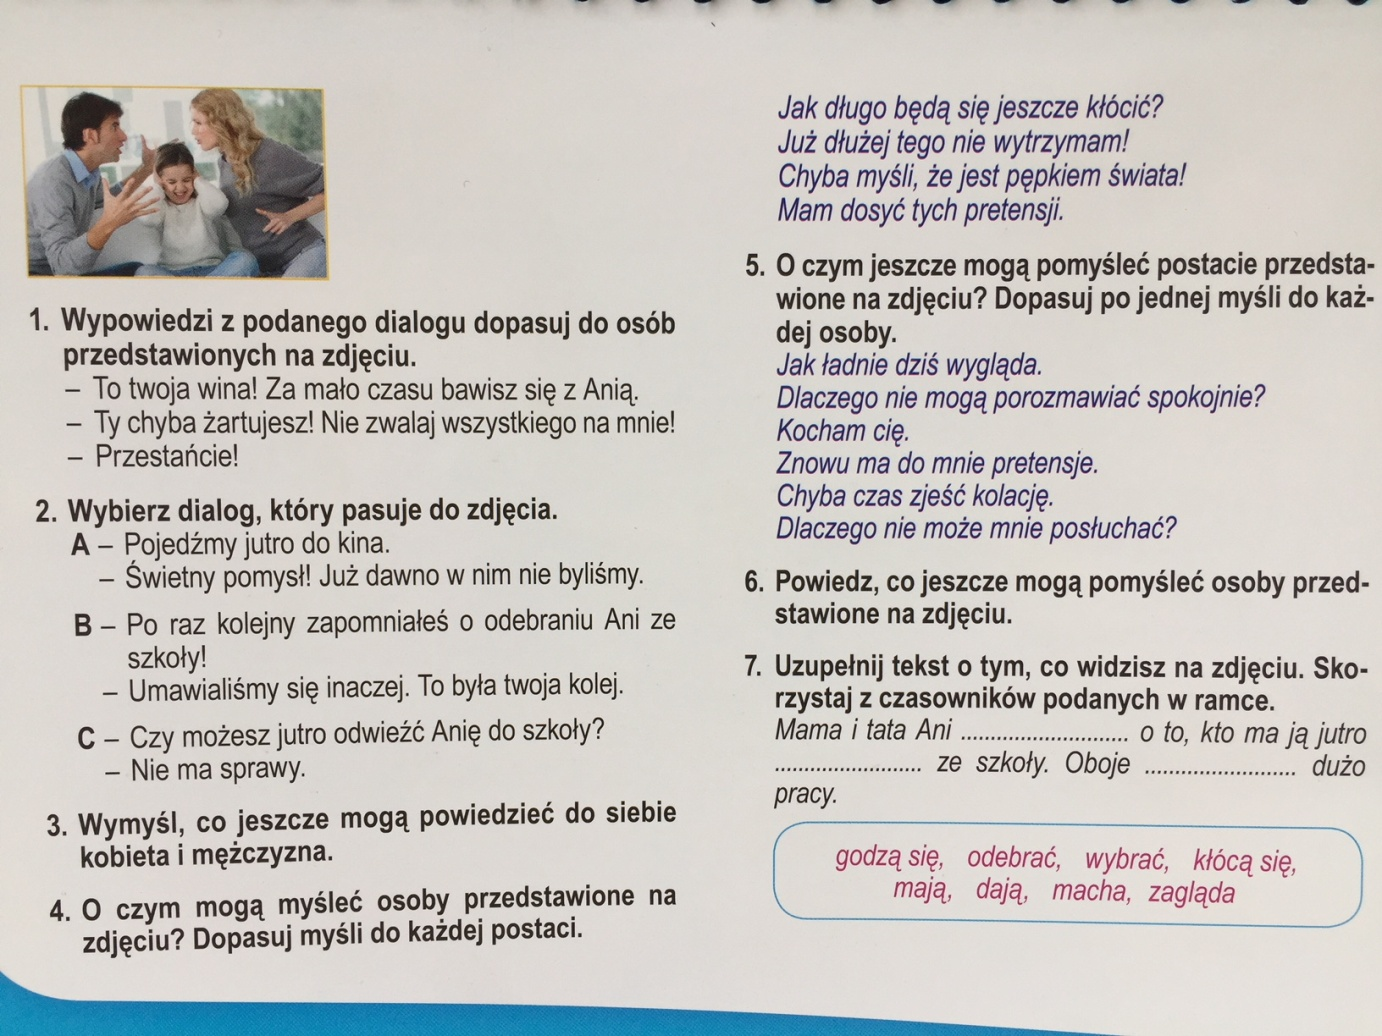 1. Wypowiedzi z podanego dialogu dopasuj do osób
przedstawionych na zdjęciu.
– To twoja wina! Za mało czasu bawisz się z Anią.
– Ty chyba żartujesz! Nie zwalaj wszystkiego na mnie!
– Przestańcie!
2. Wybierz dialog, który pasuje do zdjęcia.
A – Pojedźmy jutro do kina.
– Świetny pomysł! Już dawno w nim nie byliśmy.
B – Po raz kolejny zapomniałeś o odebraniu Ani ze
szkoły!
– Umawialiśmy się inaczej. To była twoja kolej.
C – Czy możesz jutro odwieźć Anię do szkoły?
– Nie ma sprawy.
3. Wymyśl, co jeszcze mogą powiedzieć do siebie
kobieta i mężczyzna.
4. O czym mogą myśleć osoby przedstawione na
zdjęciu? Dopasuj myśli do każdej postaci.
Jak długo będą się jeszcze kłócić?
Już dłużej tego nie wytrzymam!
Chyba myśli, że jest pępkiem świata!
Mam dosyć tych pretensji.
5. O czym jeszcze mogą pomyśleć postacie przedsta-
wione na zdjęciu? Dopasuj po jednej myśli do każ-
dej osoby.
Jak ładnie dziś wygląda.
Dlaczego nie mogą porozmawiać spokojnie?
Kocham cię.
Znowu ma do mnie pretensje.
Chyba czas zjeść kolację.
Dlaczego nie może mnie posłuchać?
6. Powiedz, co jeszcze mogą pomyśleć osoby przed-
stawione na zdjęciu.
7. Uzupełnij tekst o tym, co widzisz na zdjęciu. Sko-
rzystaj z czasowników podanych w ramce.
Mama i tata Ani ............................ o to, kto ma ją jutro
......................... ze szkoły. Oboje ......................... dużo
pracy.
godzą się, odebrać, wybrać, kłócą się,
mają, dają, macha, zagląda